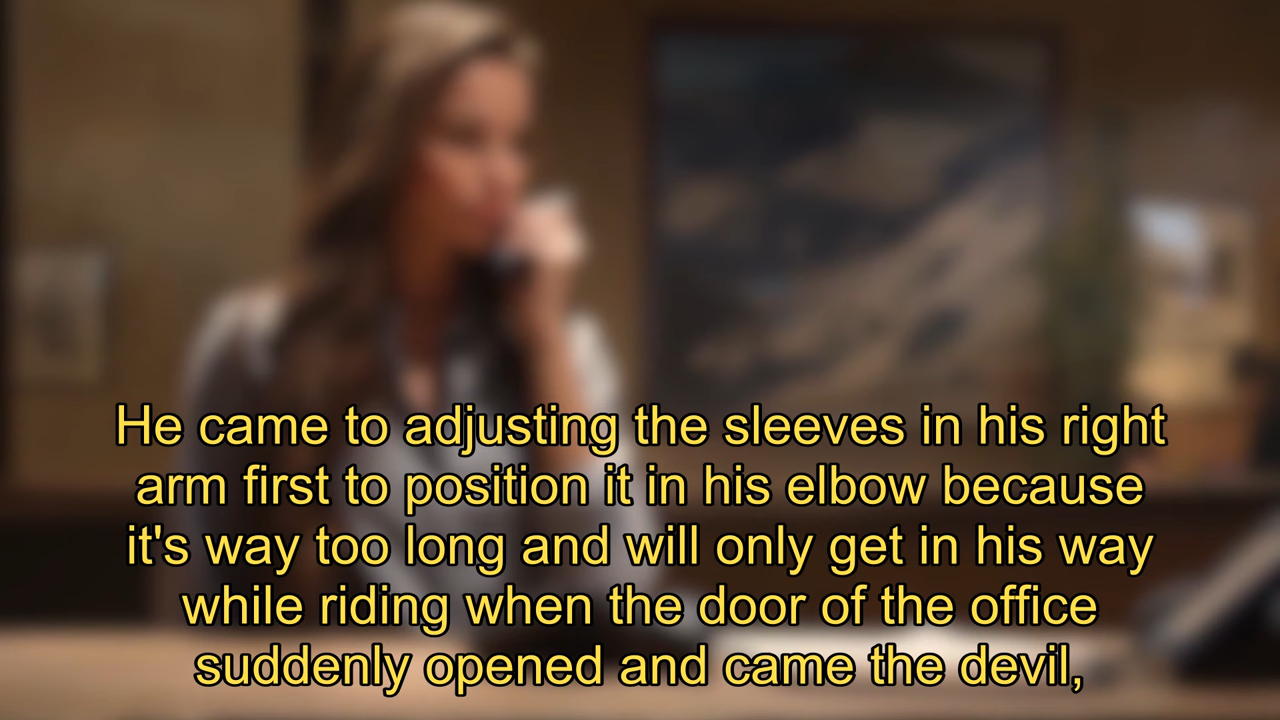 He came to adjusting the sleeves in his right
arm first to position it in his elbow because
it's way too long and will only get in his way
while riding when the door of the office
suddenly opened and came the devil,